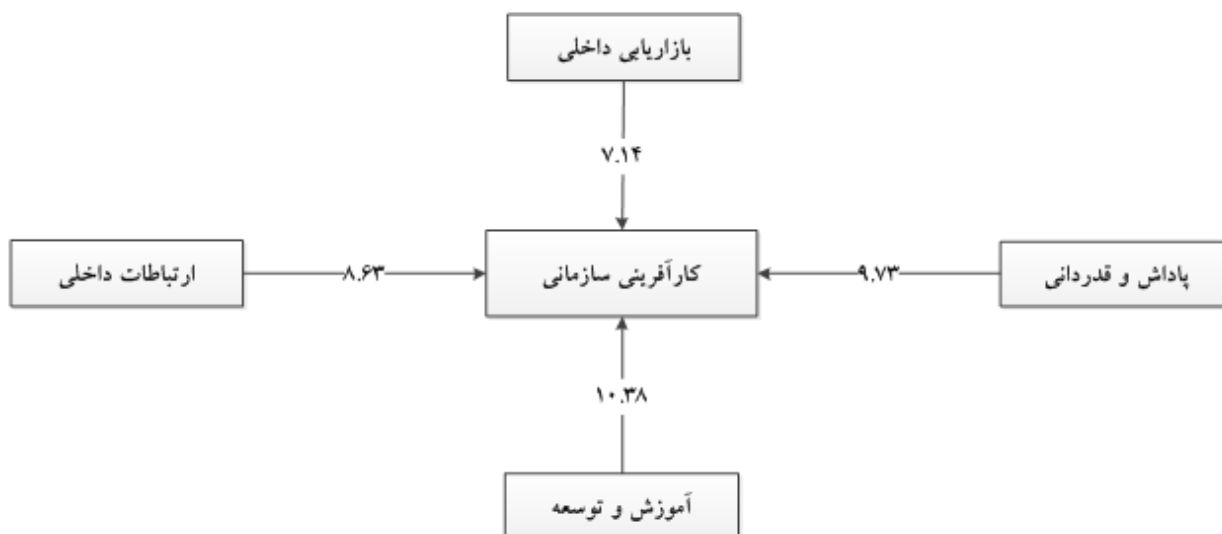 بازاریابی داخلی
۷.۱۴
ارتباطات داخلی
۸.۶۳
کارآفرینی سازمانی
۹.۷۳
پاداش و قدردانی
۱۰.۳۸
آموزش و توسعه